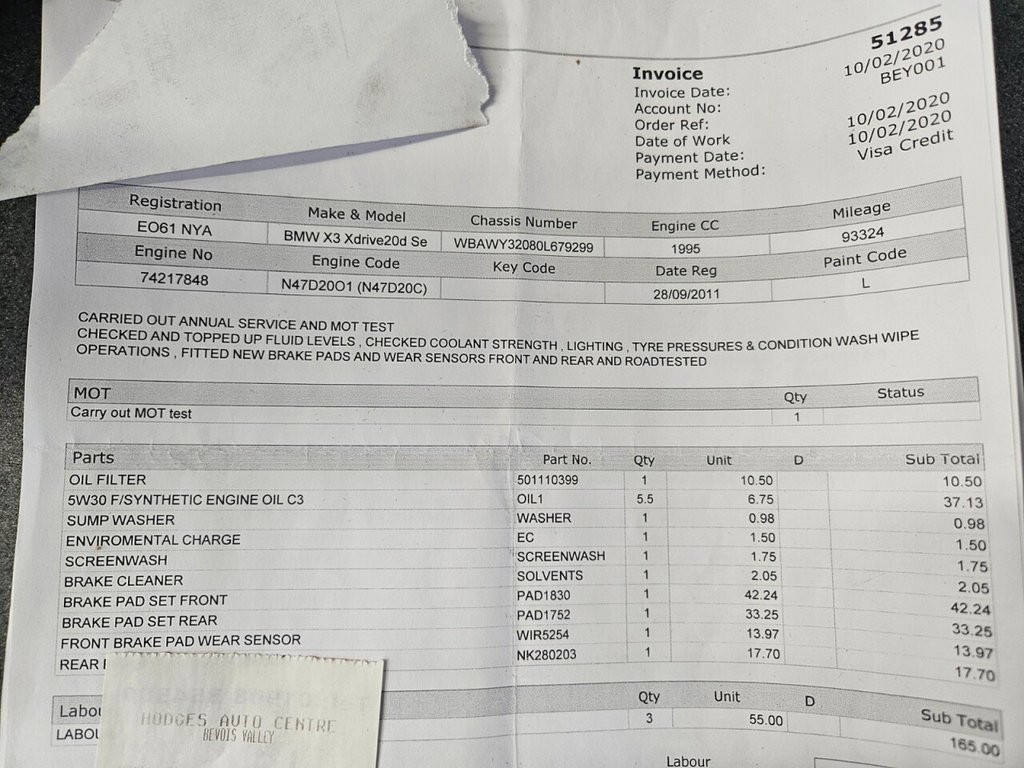 51285
Invoice
Invoice Date: 10/02/2020
Account No: BEY001
Order Ref:
Date of Work 10/02/2020
Payment Date: 10/02/2020
Payment Method: Visa Credit
Registration Make & Model Chassis Number Engine CC Mileage
EO61 NYA BMW X3 Xdrive20d Se WBAWY32080L679299 1995 93324
Engine No Engine Code Key Code Date Reg Paint Code
74217848 N47D20O1 (N47D20C) 28/09/2011 L
CARRIED OUT ANNUAL SERVICE AND MOT TEST
CHECKED AND TOPPED UP FLUID LEVELS , CHECKED COOLANT STRENGTH , LIGHTING , TYRE PRESSURES & CONDITION WASH WIPE
OPERATIONS , FITTED NEW BRAKE PADS AND WEAR SENSORS FRONT AND REAR AND ROADTESTED
MOT Qty Status
Carry out MOT test 1
Parts Part No. Qty Unit D Sub Total
OIL FILTER 501110399 1 10.50 10.50
5W30 F/SYNTHETIC ENGINE OIL C3 OIL1 5.5 6.75 37.13
SUMP WASHER WASHER 1 0.98 0.98
ENVIROMENTAL CHARGE EC 1 1.50 1.50
SCREENWASH SCREENWASH 1 1.75 1.75
BRAKE CLEANER SOLVENTS 1 2.05 2.05
BRAKE PAD SET FRONT PAD1830 1 42.24 42.24
BRAKE PAD SET REAR PAD1752 1 33.25 33.25
FRONT BRAKE PAD WEAR SENSOR WIR5254 1 13.97 13.97
REAR NK280203 1 17.70 17.70
Labou Qty Unit D Sub Total
LABOU 3 55.00 165.00
HODGES AUTO CENTRE
BEVOIS VALLEY
Labour